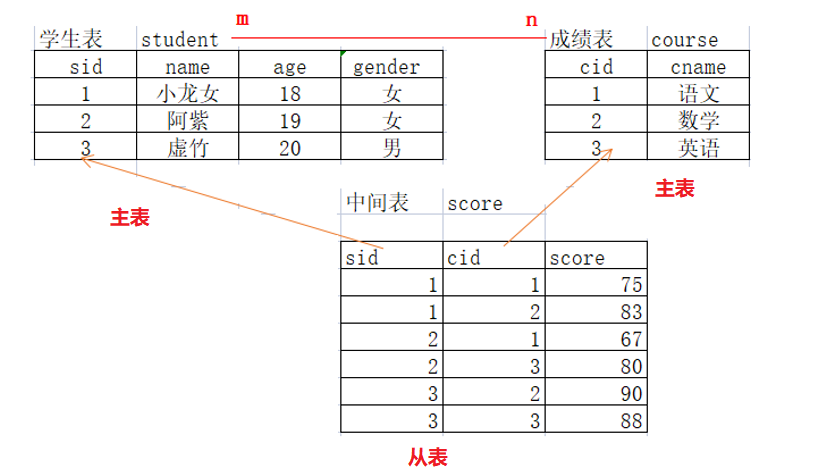 m n
学生表 student
sid name age gender
1 小龙女 18 女
2 阿紫 19 女
3 虚竹 20 男
主表
成绩表 course
cid cname
1 语文
2 数学
3 英语
主表
中间表 score
sid cid score
1 1 75
1 2 83
2 1 67
2 3 80
3 2 90
3 3 88
从表